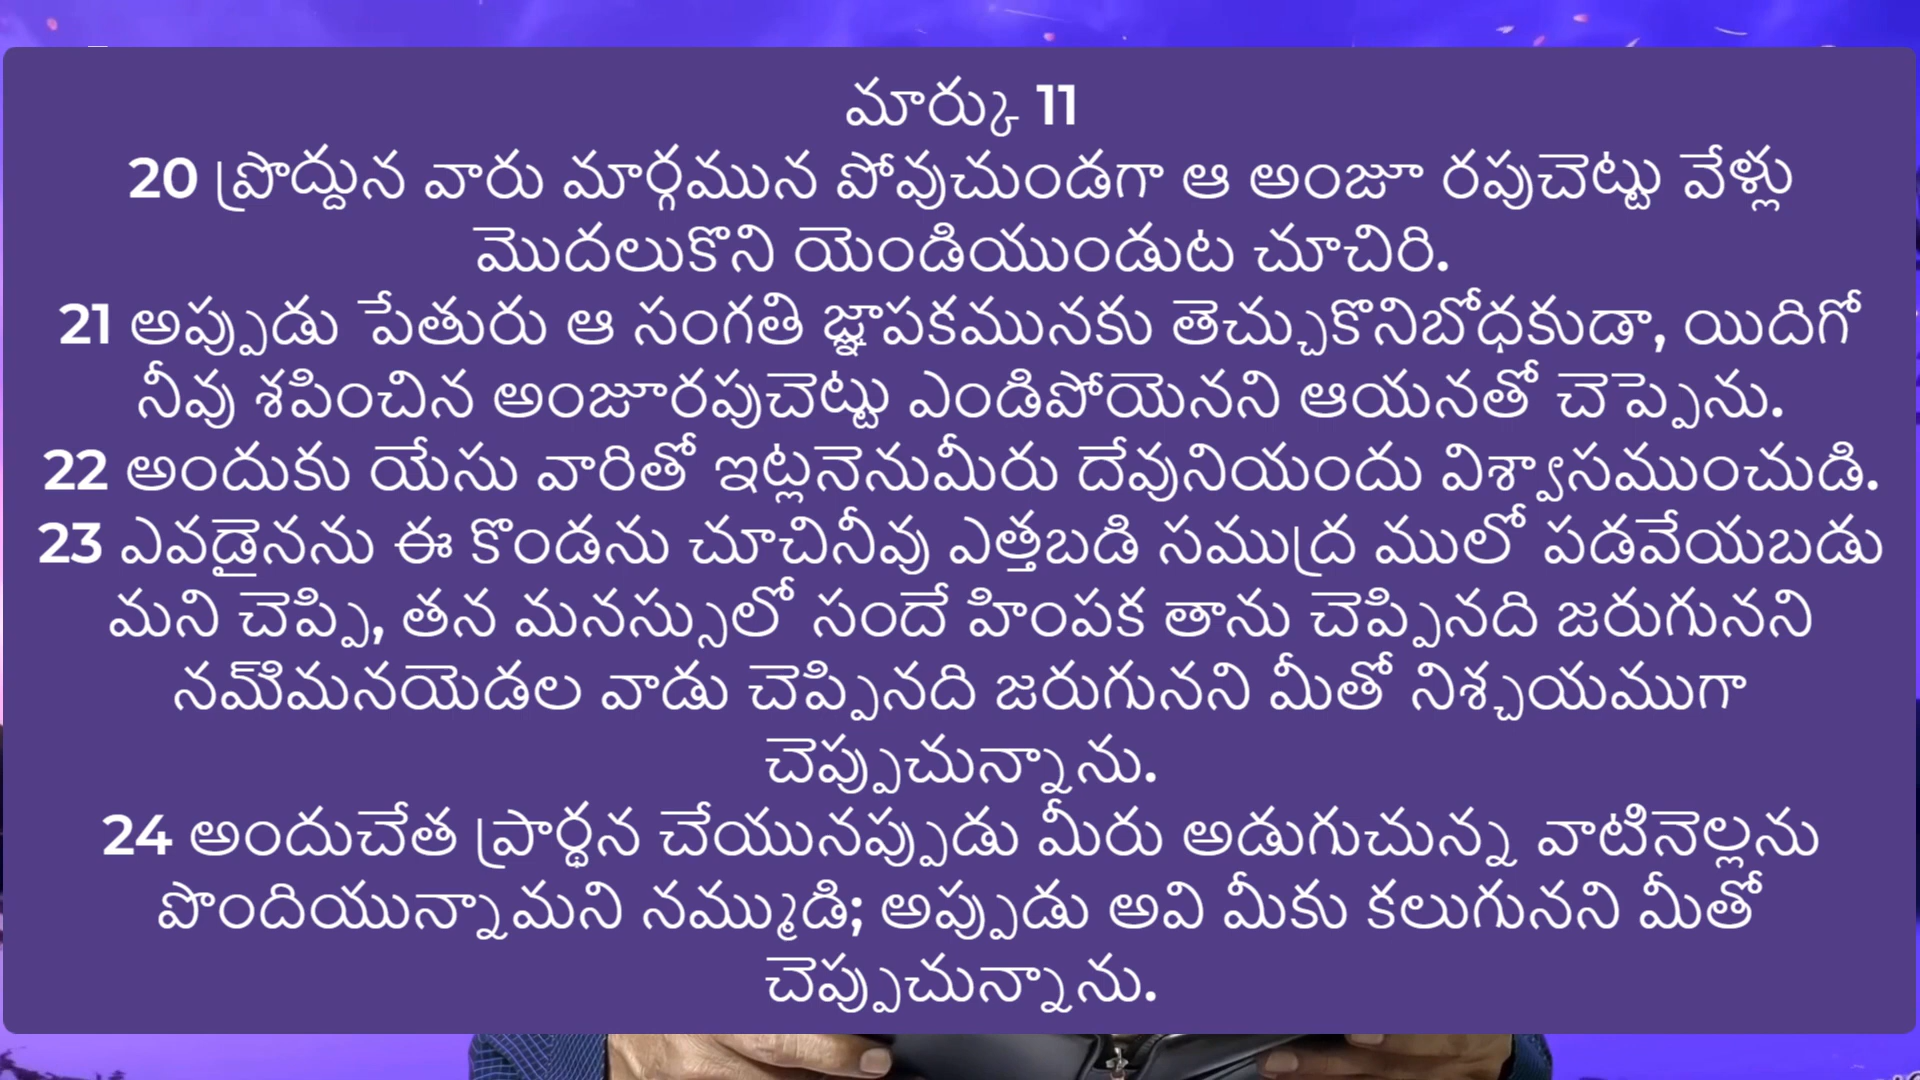 మార్కు 11
20 ప్రొద్దున వారు మార్గమున పోవుచుండగా ఆ అంజూ రపుచెట్టు వేళ్లు
మొదలుకొని యెండియుండుట చూచిరి.
21 అప్పుడు పేతురు ఆ సంగతి జ్ఞాపకమునకు తెచ్చుకొనిబోధకుడా, యిదిగో
నీవు శపించిన అంజూరపుచెట్టు ఎండిపోయెనని ఆయనతో చెప్పెను.
22 అందుకు యేసు వారితో ఇట్లనెనుమీరు దేవునియందు విశ్వాసముంచుడి.
23 ఎవడైనను ఈ కొండను చూచినీవు ఎత్తబడి సముద్ర ములో పడవేయబడు
మని చెప్పి, తన మనస్సులో సందే హింపక తాను చెప్పినది జరుగునని
నమి్మనయెడల వాడు చెప్పినది జరుగునని మీతో నిశ్చయముగా
చెప్పుచున్నాను.
24 అందుచేత ప్రార్థన చేయునప్పుడు మీరు అడుగుచున్న వాటినెల్లను
పొందియున్నామని నమ్ముడి; అప్పుడు అవి మీకు కలుగునని మీతో
చెప్పుచున్నాను.